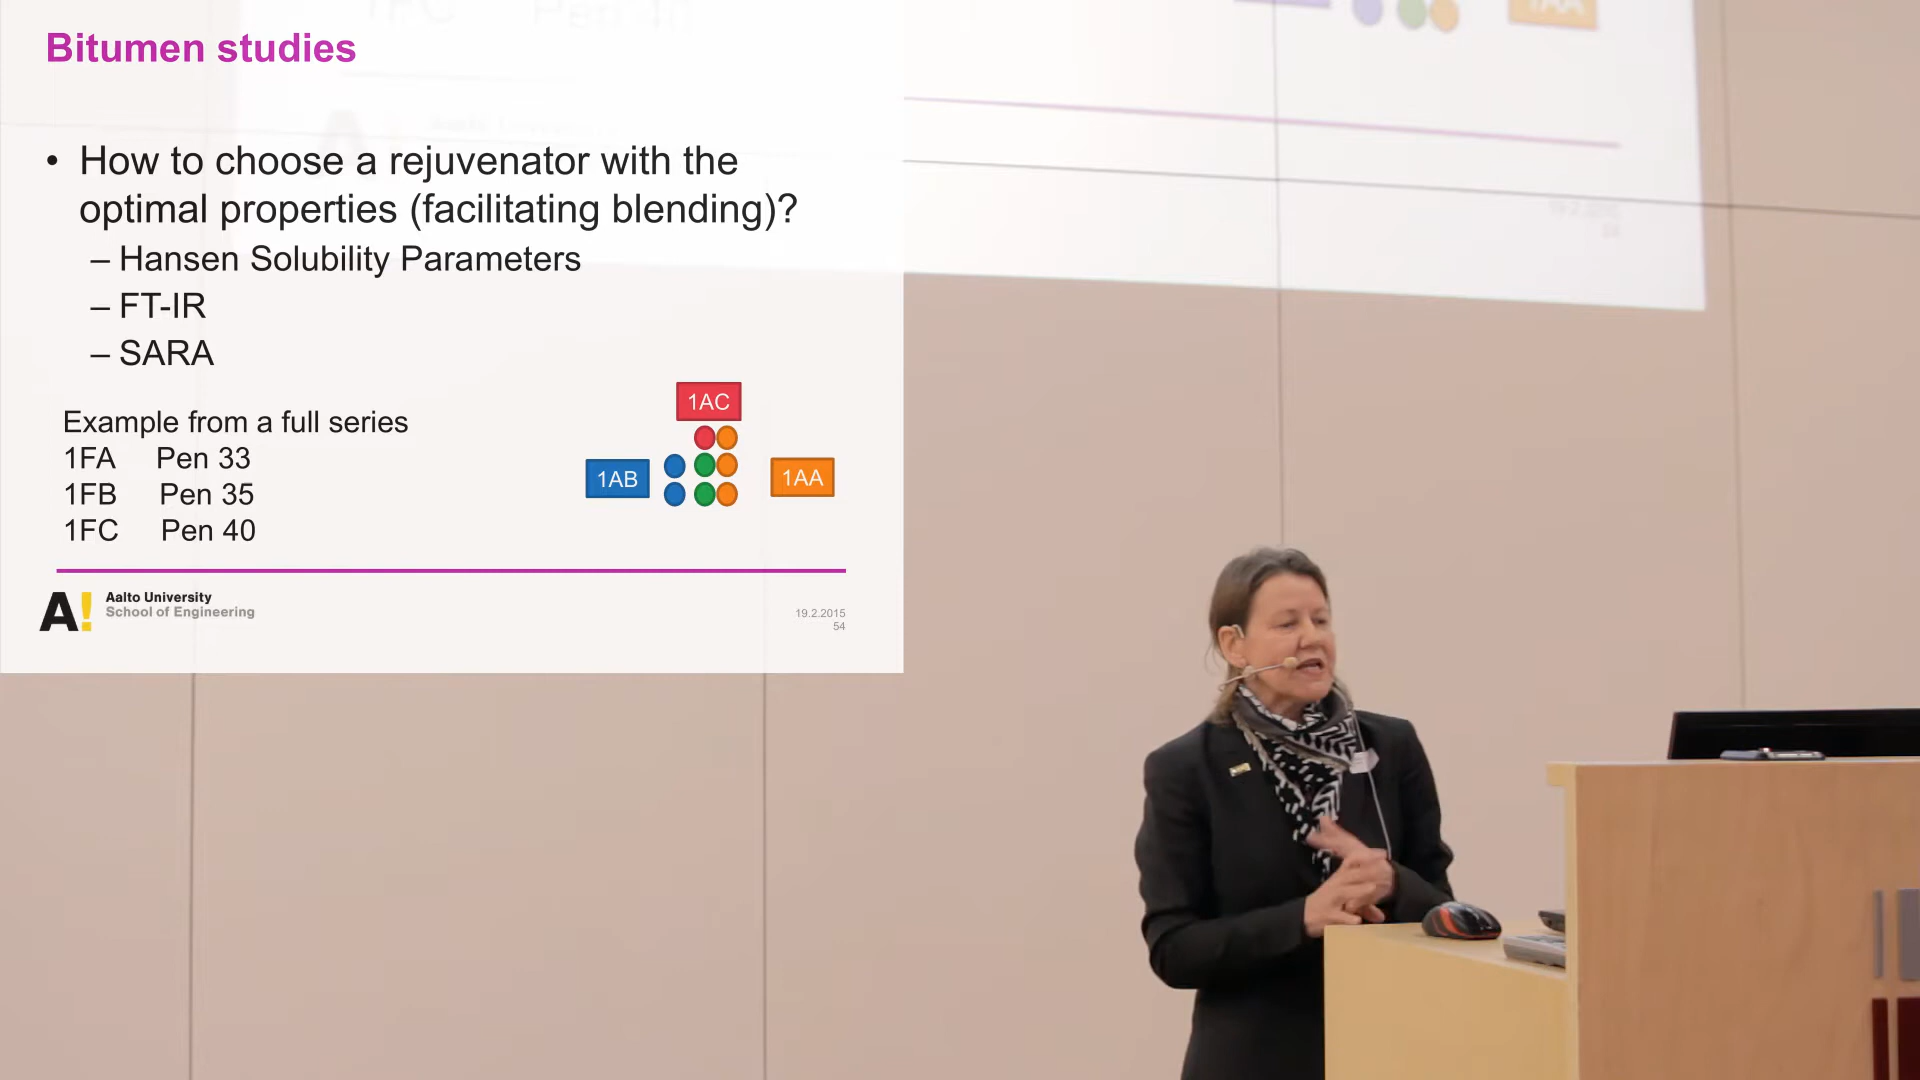 Bitumen studies
• How to choose a rejuvenator with the
optimal properties (facilitating blending)?
– Hansen Solubility Parameters
– FT-IR
– SARA
Example from a full series
1FA Pen 33
1FB Pen 35
1FC Pen 40
1AC
1AB
1AA
A!
Aalto University
School of Engineering
19.2.2015
54
1AA